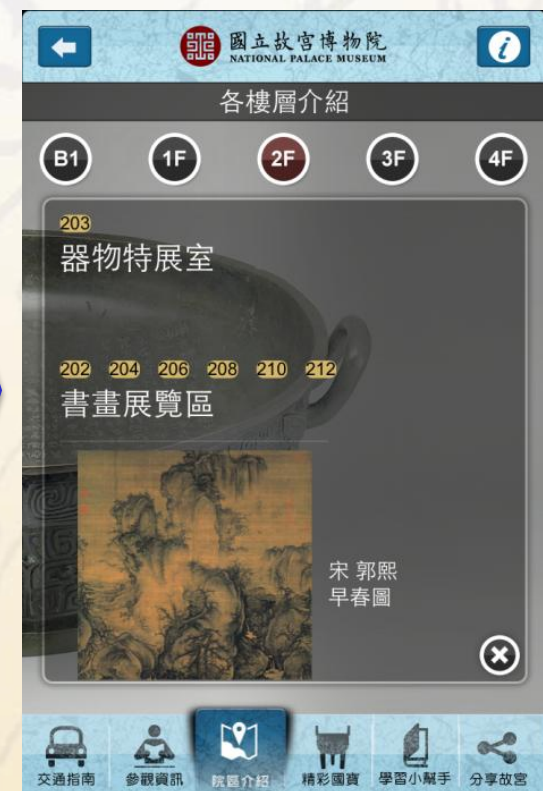 國立故宮博物院
NATIONAL PALACE MUSEUM
各樓層介紹
B1 1F 2F 3F 4F
203
器物特展室
202 204 206 208 210 212
書畫展覽區
宋 郭熙
早春圖
交通指南 參觀資訊 院區介紹 精彩國寶 學習小幫手 分享故宮